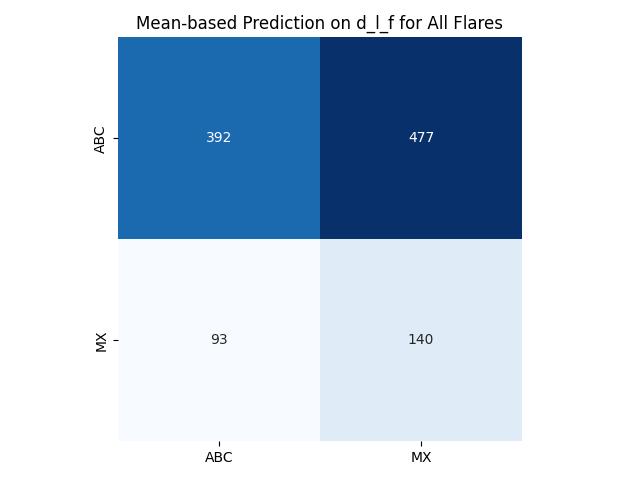 Mean-based Prediction on d_l_f for All Flares
ABC
392
477
MX
93
140
ABC
MX